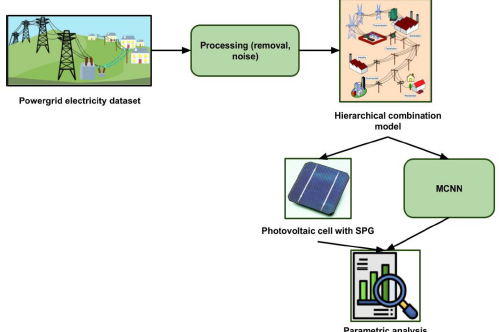 Processing (removal,
noise)
Powergrid electricity dataset
Hierarchical combination
model
MCNN
Photovoltaic cell with SPG
Parametric analysis